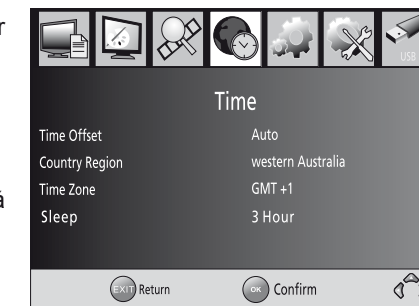 r
USB
Time
Time Offset Auto
Country Region western Australia
Time Zone GMT +1
á
Sleep 3 Hour
EXIT Return OK Confirm